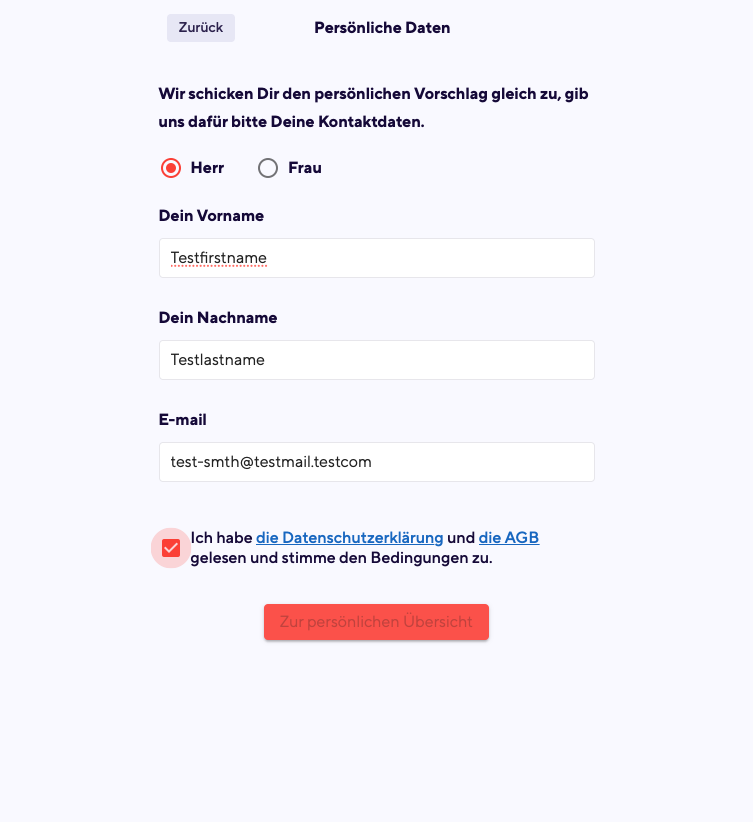 Zurück
Persönliche Daten
Wir schicken Dir den persönlichen Vorschlag gleich zu, gib
uns dafür bitte Deine Kontaktdaten.
Herr
Frau
Dein Vorname
Testfirstname
Dein Nachname
Testlastname
E-mail
test-smth@testmail.testcom
Ich habe die Datenschutzerklärung und die AGB
gelesen und stimme den Bedingungen zu.
Zur persönlichen Übersicht